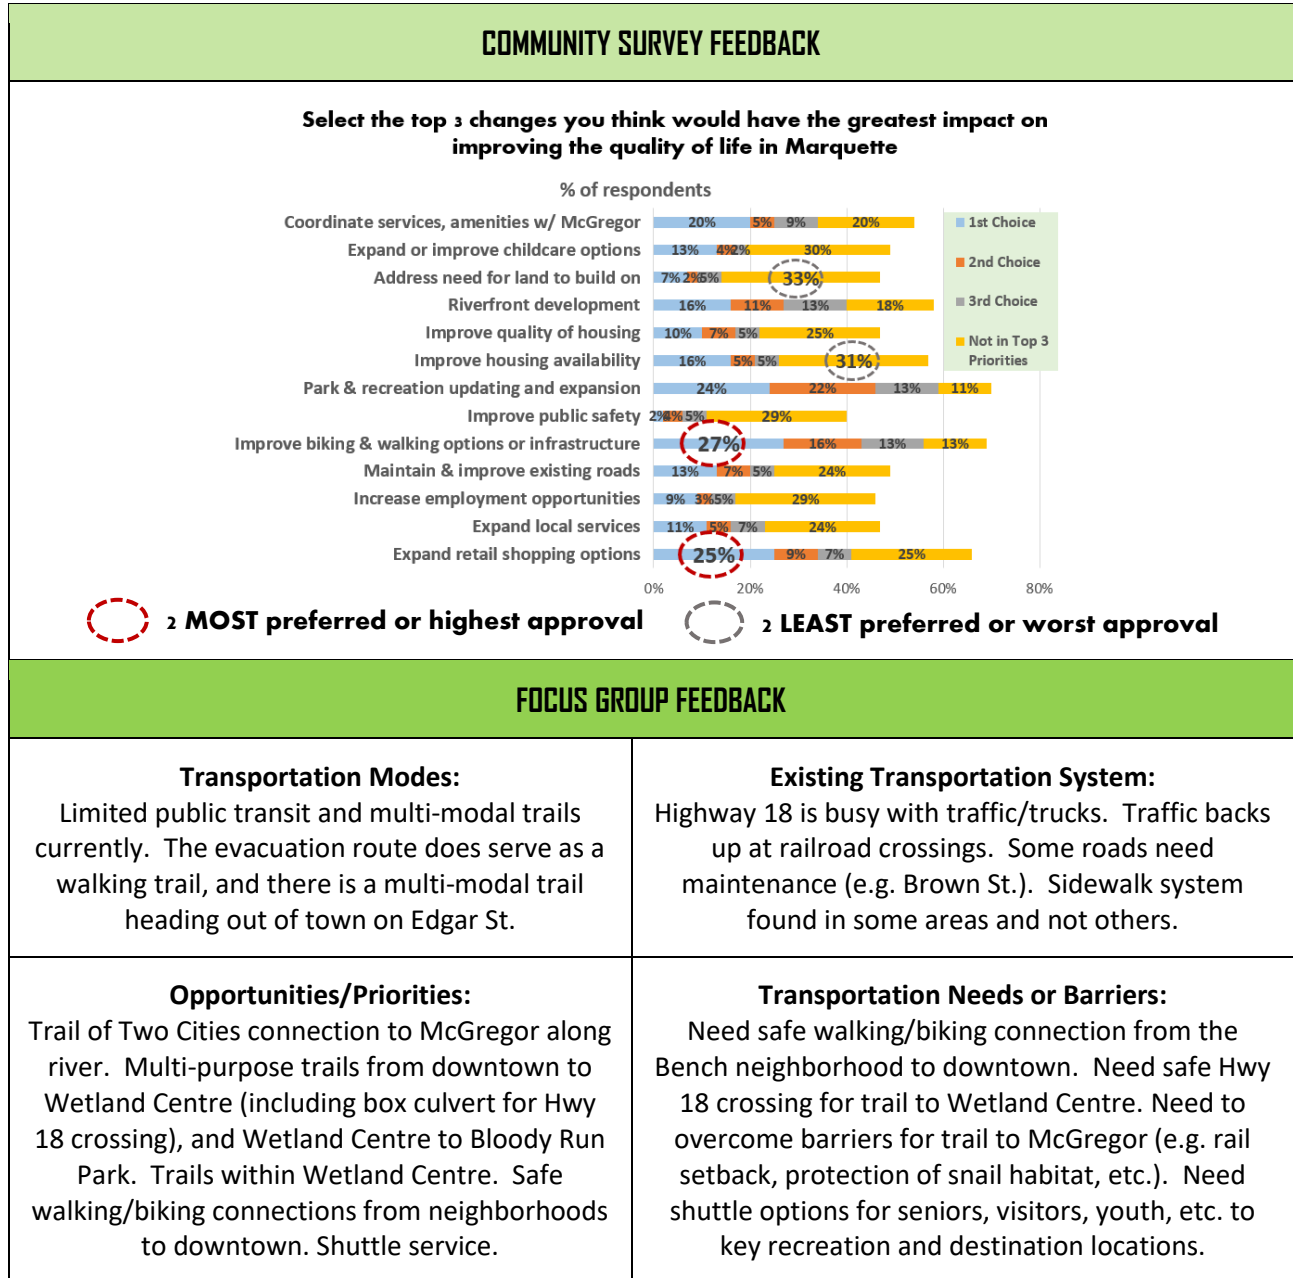 COMMUNITY SURVEY FEEDBACK
Select the top 3 changes you think would have the greatest impact on
improving the quality of life in Marquette
% of respondents
Coordinate services, amenities w/ McGregor 20% 5% 9% 20%
Expand or improve childcare options 13% 4% 2% 30%
Address need for land to build on 7% 2% 5% 33%
Riverfront development 16% 11% 13% 18%
Improve quality of housing 10% 7% 5% 25%
Improve housing availability 16% 5% 5% 31%
Park & recreation updating and expansion 24% 22% 13% 11%
Improve public safety 2% 4% 5% 29%
Improve biking & walking options or infrastructure 27% 16% 13% 13%
Maintain & improve existing roads 13% 7% 5% 24%
Increase employment opportunities 9% 3% 5% 29%
Expand local services 11% 5% 7% 24%
Expand retail shopping options 25% 9% 7% 25%
0% 20% 40% 60% 80%
1st Choice
2nd Choice
3rd Choice
Not in Top 3
Priorities
2 MOST preferred or highest approval
2 LEAST preferred or worst approval
FOCUS GROUP FEEDBACK
Transportation Modes:
Limited public transit and multi-modal trails
currently. The evacuation route does serve as a
walking trail, and there is a multi-modal trail
heading out of town on Edgar St.
Existing Transportation System:
Highway 18 is busy with traffic/trucks. Traffic backs
up at railroad crossings. Some roads need
maintenance (e.g. Brown St.). Sidewalk system
found in some areas and not others.
Opportunities/Priorities:
Trail of Two Cities connection to McGregor along
river. Multi-purpose trails from downtown to
Wetland Centre (including box culvert for Hwy
18 crossing), and Wetland Centre to Bloody Run
Park. Trails within Wetland Centre. Safe
walking/biking connections from neighborhoods
to downtown. Shuttle service.
Transportation Needs or Barriers:
Need safe walking/biking connection from the
Bench neighborhood to downtown. Need safe Hwy
18 crossing for trail to Wetland Centre. Need to
overcome barriers for trail to McGregor (e.g. rail
setback, protection of snail habitat, etc.). Need
shuttle options for seniors, visitors, youth, etc. to
key recreation and destination locations.